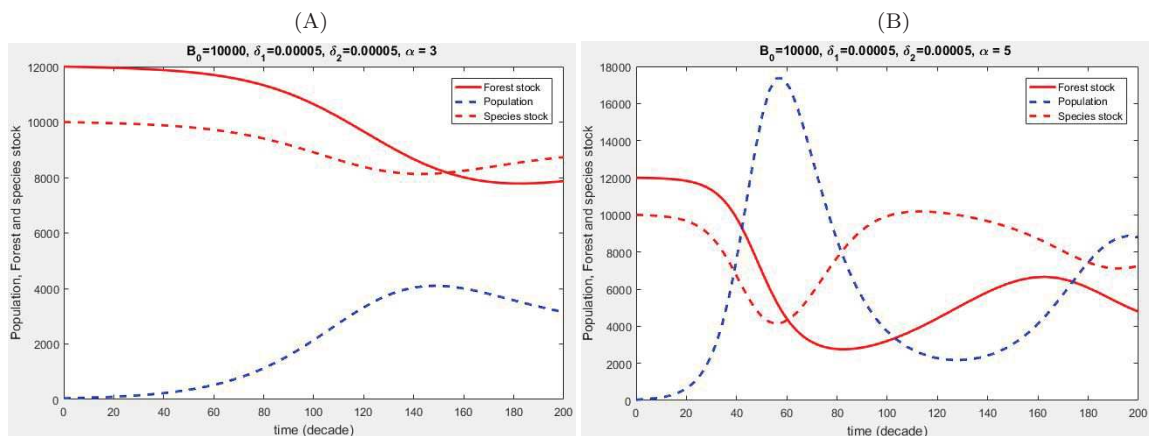 (A)
B₀=10000, δ₁=0.00005, δ₂=0.00005, α = 3
12000
10000
8000
6000
4000
2000
0
Population, Forest and species stock
Forest stock
Population
Species stock
0 20 40 60 80 100 120 140 160 180 200
time (decade)
(B)
B₀=10000, δ₁=0.00005, δ₂=0.00005, α = 5
18000
16000
14000
12000
10000
8000
6000
4000
2000
0
Population, Forest and species stock
Forest stock
Population
Species stock
0 20 40 60 80 100 120 140 160 180 200
time (decade)